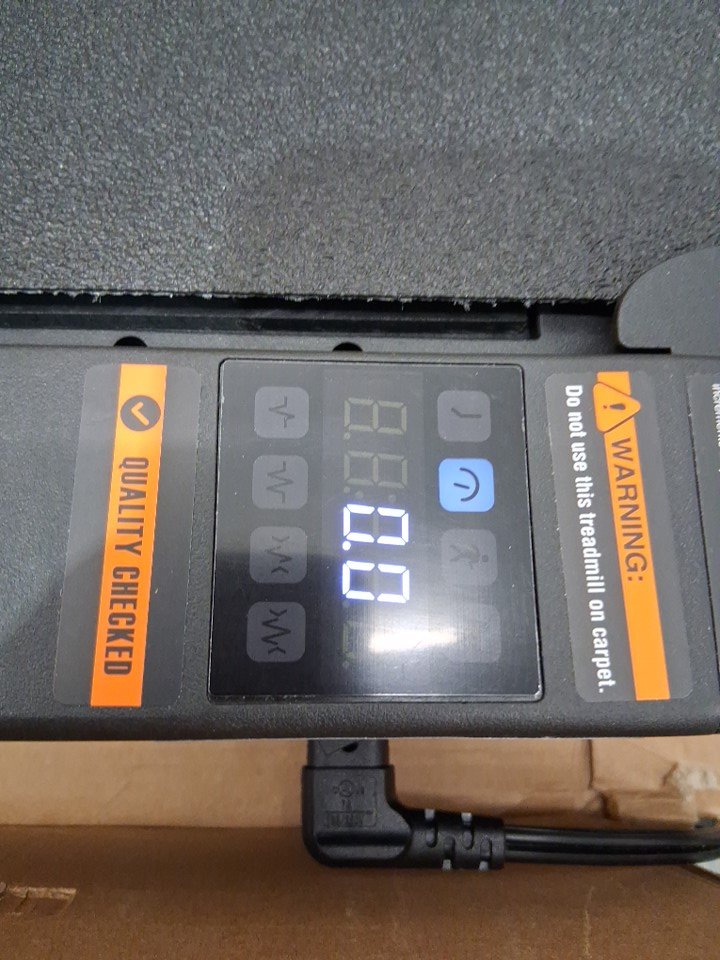 QUALITY CHECKED
0.0
WARNING:
Do not use this treadmill on carpet.